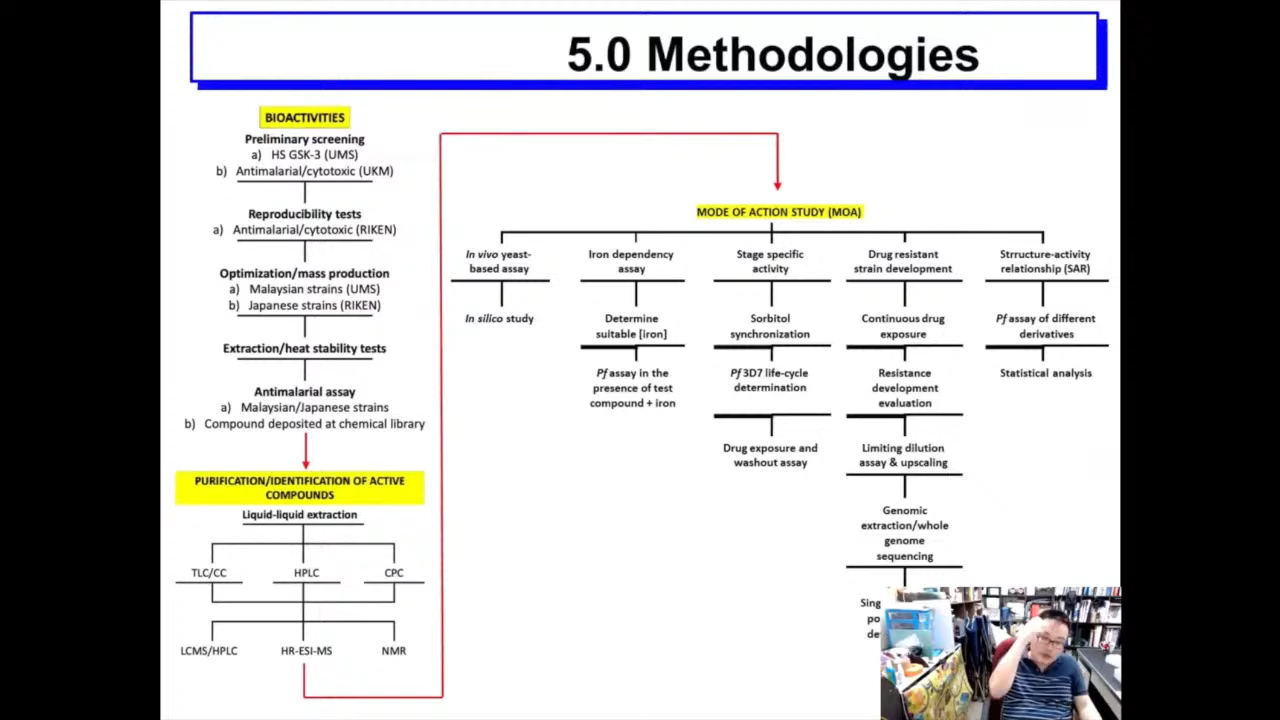 5.0 Methodologies
BIOACTIVITIES
Preliminary screening
a) HS GSK-3 (UMS)
b) Antimalarial/cytotoxic (UKM)
Reproducibility tests
a) Antimalarial/cytotoxic (RIKEN)
Optimization/mass production
a) Malaysian strains (UMS)
b) Japanese strains (RIKEN)
Extraction/heat stability tests
Antimalarial assay
a) Malaysian/Japanese strains
b) Compound deposited at chemical library
PURIFICATION/IDENTIFICATION OF ACTIVE
COMPOUNDS
Liquid-liquid extraction
TLC/CC
HPLC
CPC
LCMS/HPLC
HR-ESI-MS
NMR
MODE OF ACTION STUDY (MOA)
In vivo yeast-
based assay
In silico study
Iron dependency
assay
Determine
suitable [iron]
Pf assay in the
presence of test
compound + iron
Stage specific
activity
Sorbitol
synchronization
Pf 3D7 life-cycle
determination
Drug exposure and
washout assay
Drug resistant
strain development
Continuous drug
exposure
Resistance
development
evaluation
Limiting dilution
assay & upscaling
Genomic
extraction/whole
genome
sequencing
Sing
po
de
Strructure-activity
relationship (SAR)
Pf assay of different
derivatives
Statistical analysis